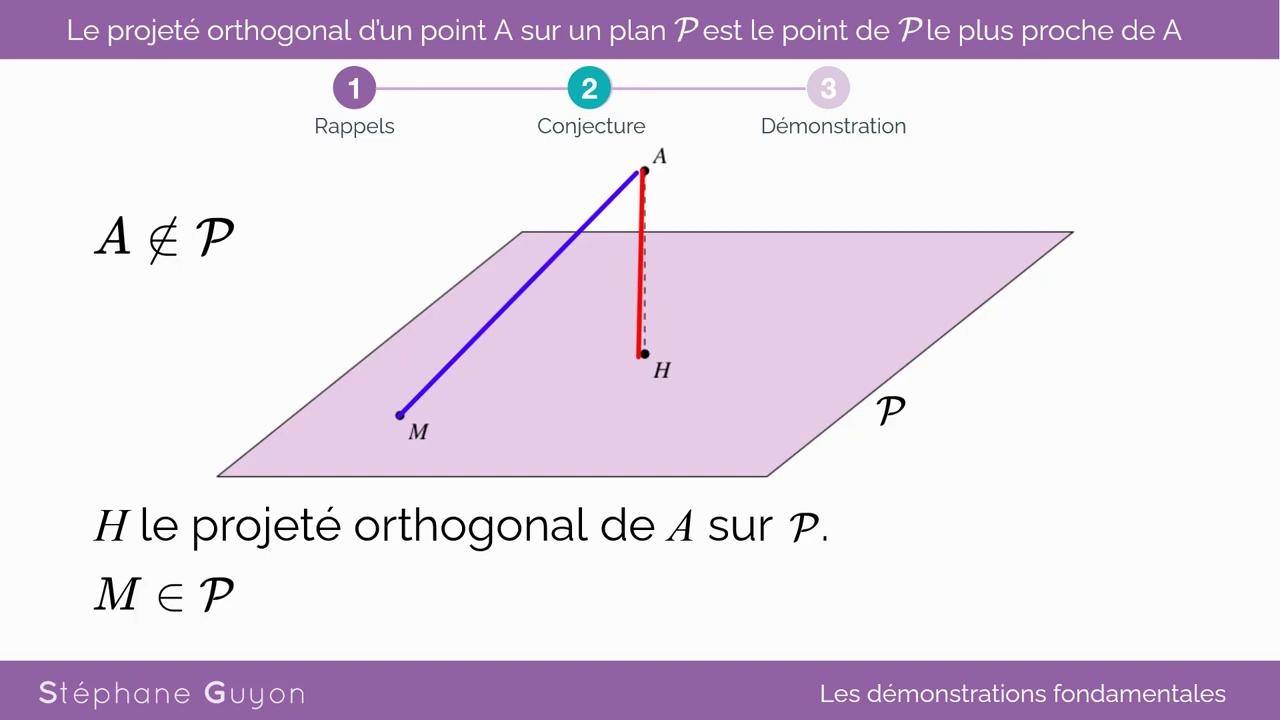 Le projeté orthogonal d'un point A sur un plan 𝒫 est le point de 𝒫 le plus proche de A
1 2 3
Rappels Conjecture Démonstration
A
A ∉ 𝒫
H
𝒫
M
H le projeté orthogonal de A sur 𝒫.
M ∈ 𝒫
Stéphane Guyon Les démonstrations fondamentales